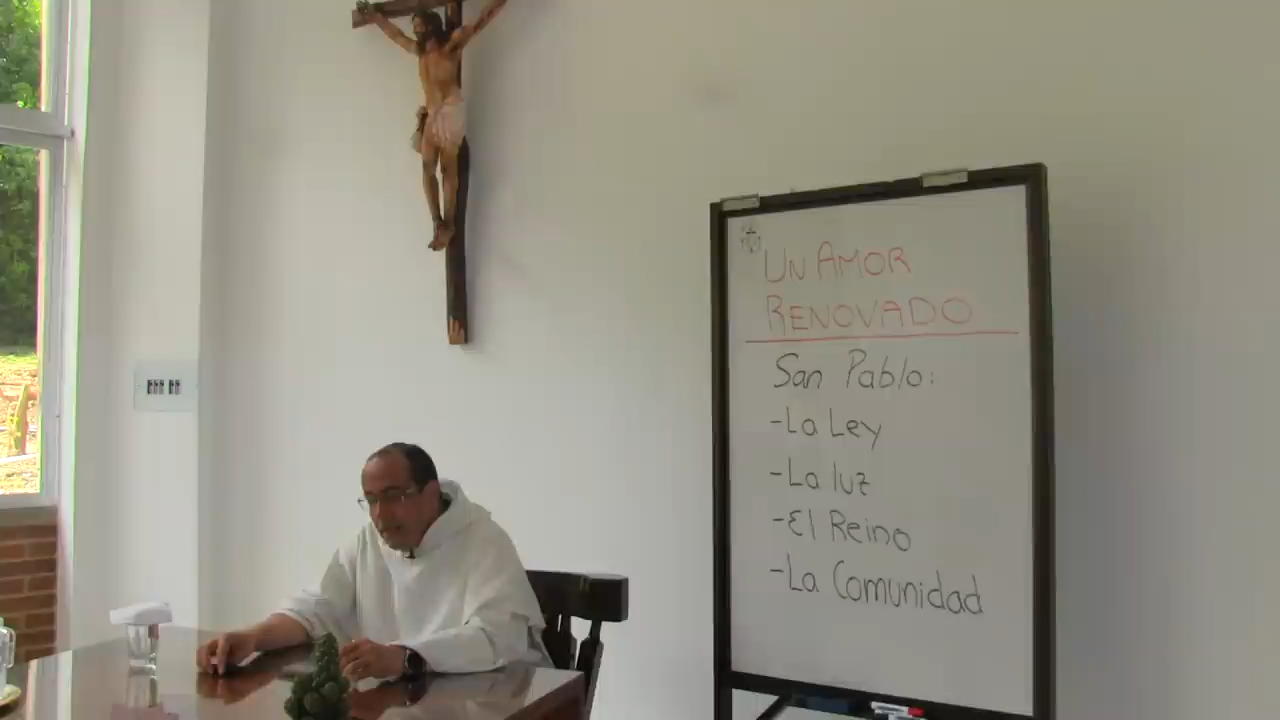 UN AMOR
RENOVADO
San Pablo:
-La Ley
-La luz
-El Reino
-La Comunidad